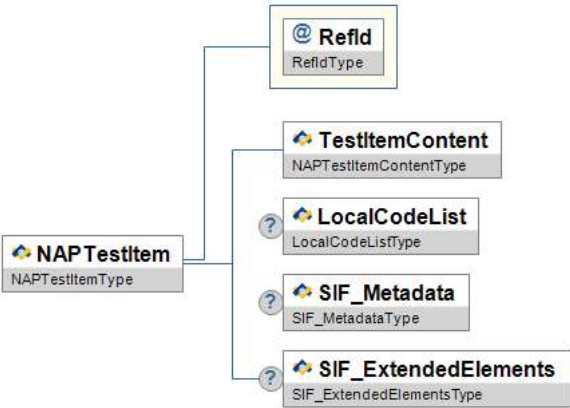 @ RefId
RefIdType
TestItemContent
NAPTestItemContentType
? LocalCodeList
LocalCodeListType
NAPTestItem
NAPTestItemType
? SIF_Metadata
SIF_MetadataType
? SIF_ExtendedElements
SIF_ExtendedElementsType